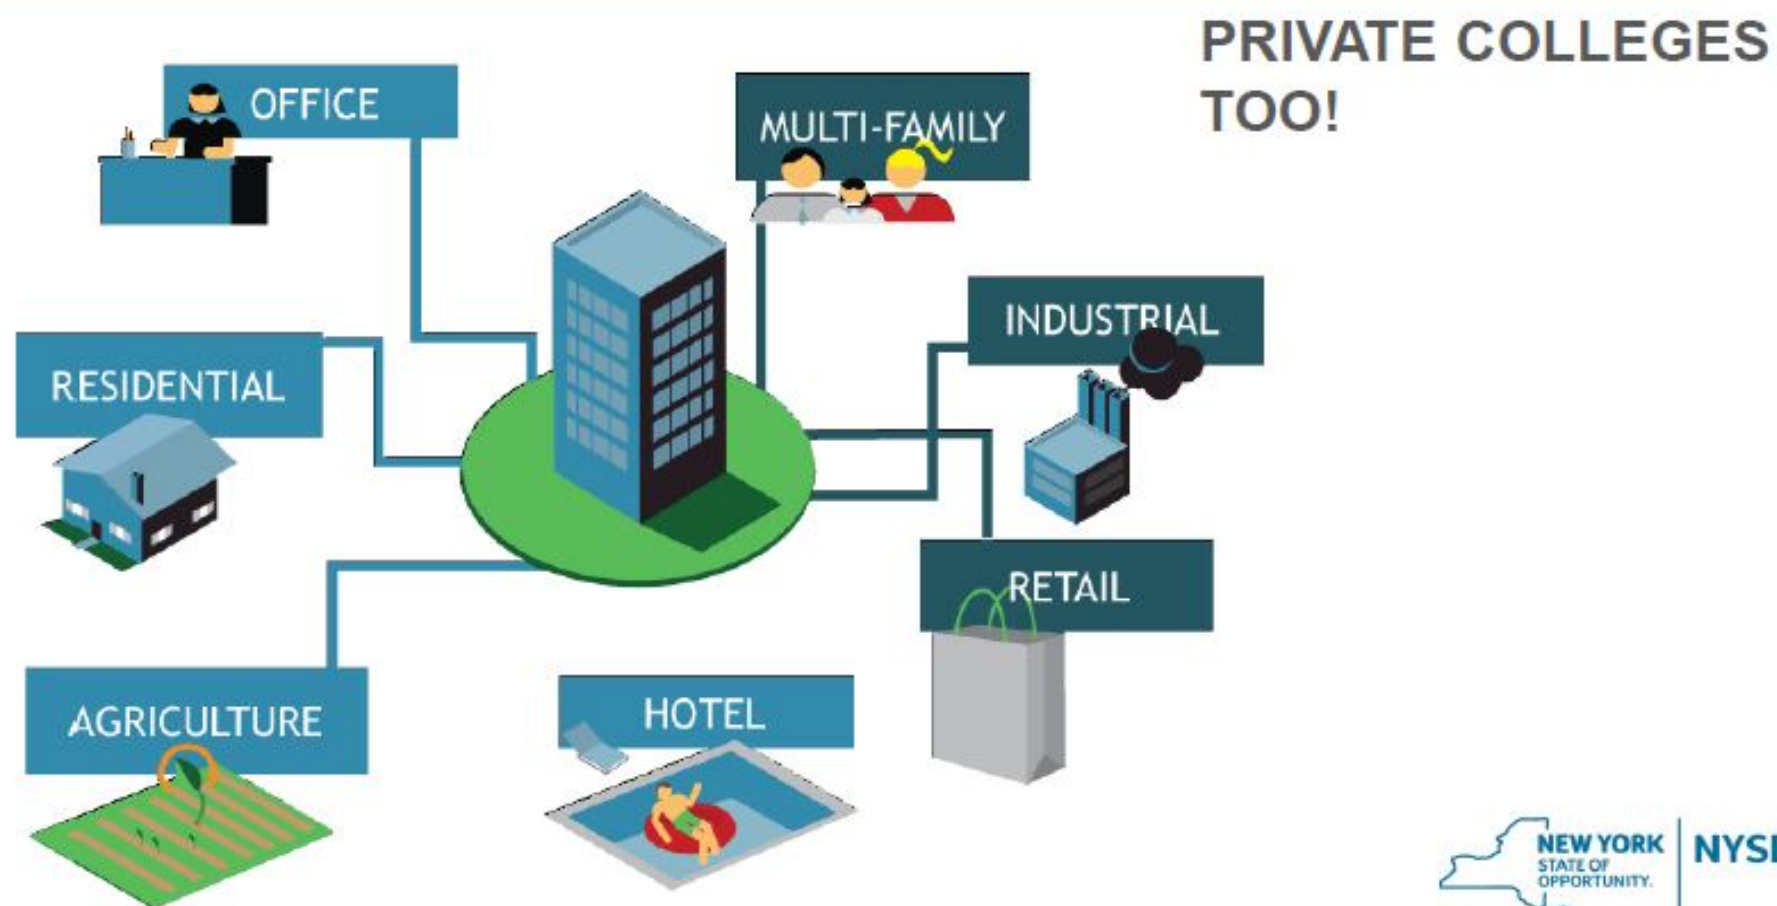 PRIVATE COLLEGES
TOO!
OFFICE
MULTI-FAMILY
INDUSTRIAL
RESIDENTIAL
RETAIL
AGRICULTURE
HOTEL
NEW YORK
STATE OF
OPPORTUNITY.